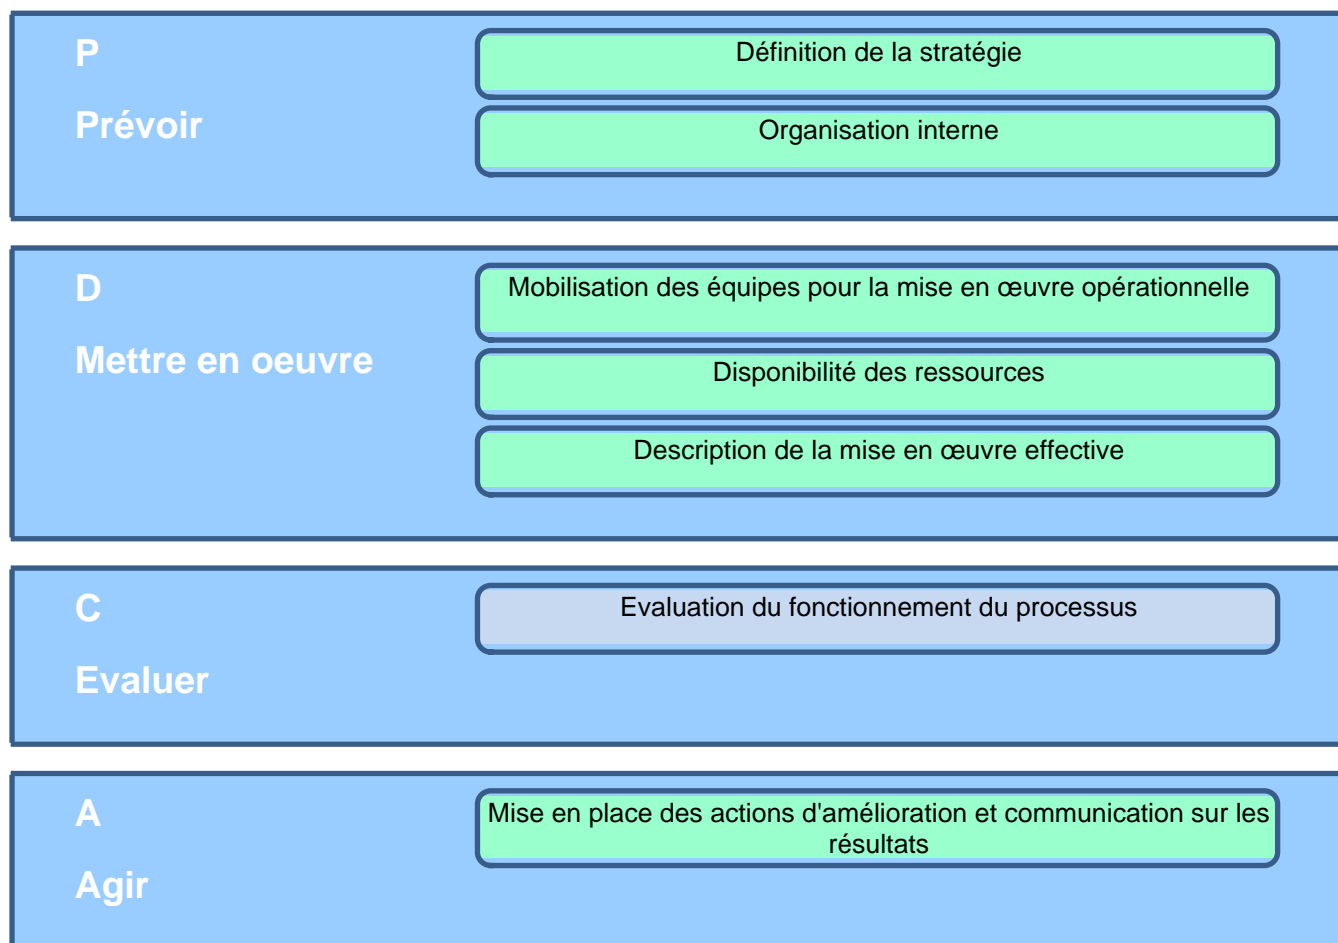 P
Prévoir
Définition de la stratégie
Organisation interne
D
Mettre en oeuvre
Mobilisation des équipes pour la mise en œuvre opérationnelle
Disponibilité des ressources
Description de la mise en œuvre effective
C
Evaluer
Evaluation du fonctionnement du processus
A
Agir
Mise en place des actions d'amélioration et communication sur les
résultats